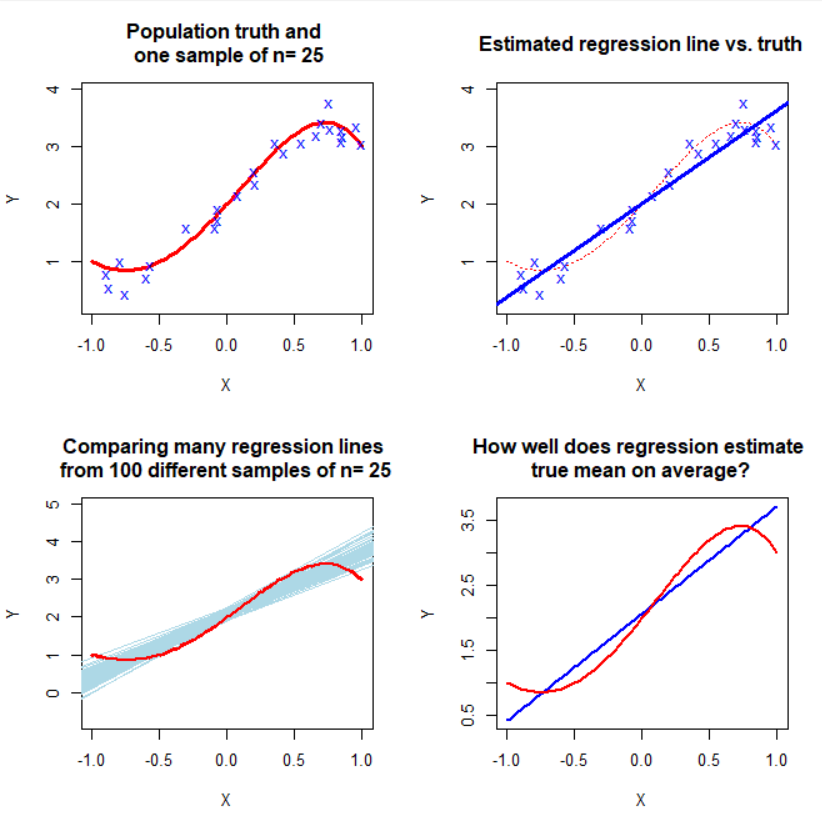 Population truth and
one sample of n= 25
Y
4
3
2
1
-1.0 -0.5 0.0 0.5 1.0
X
Estimated regression line vs. truth
Y
4
3
2
1
-1.0 -0.5 0.0 0.5 1.0
X
Comparing many regression lines
from 100 different samples of n= 25
Y
5
4
3
2
1
0
-1.0 -0.5 0.0 0.5 1.0
X
How well does regression estimate
true mean on average?
Y
3.5
2.5
1.5
0.5
-1.0 -0.5 0.0 0.5 1.0
X